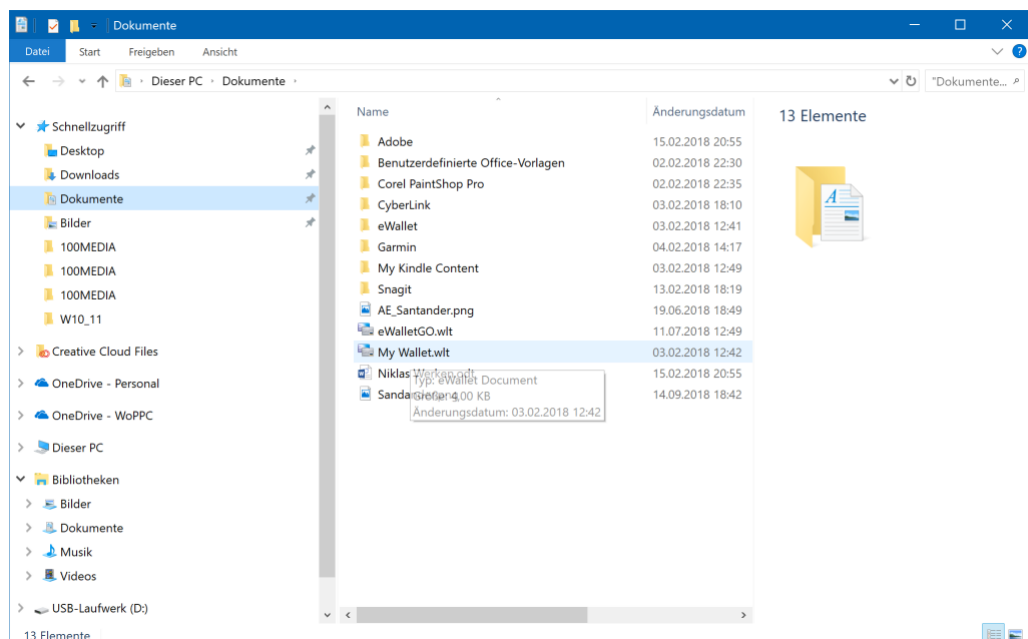 Dokumente
Datei Start Freigeben Ansicht
Dieser PC Dokumente "Dokumente...
Schnellzugriff
Desktop
Downloads
Dokumente
Bilder
100MEDIA
100MEDIA
100MEDIA
W10_11
Creative Cloud Files
OneDrive - Personal
OneDrive - WoPPC
Dieser PC
Bibliotheken
Bilder
Dokumente
Musik
Videos
USB-Laufwerk (D:)
Name Änderungsdatum
Adobe 15.02.2018 20:55
Benutzerdefinierte Office-Vorlagen 02.02.2018 22:30
Corel PaintShop Pro 02.02.2018 22:35
CyberLink 03.02.2018 18:10
eWallet 03.02.2018 12:41
Garmin 04.02.2018 14:17
My Kindle Content 03.02.2018 12:49
Snagit 13.02.2018 18:19
AE_Santander.png 19.06.2018 18:49
eWalletGO.wlt 11.07.2018 12:49
My Wallet.wlt 03.02.2018 12:42
Niklas Werken.odt 15.02.2018 20:55
14.09.2018 18:42
Typ: eWallet Document
Größe: 4,00 KB
Änderungsdatum: 03.02.2018 12:42
13 Elemente
13 Elemente